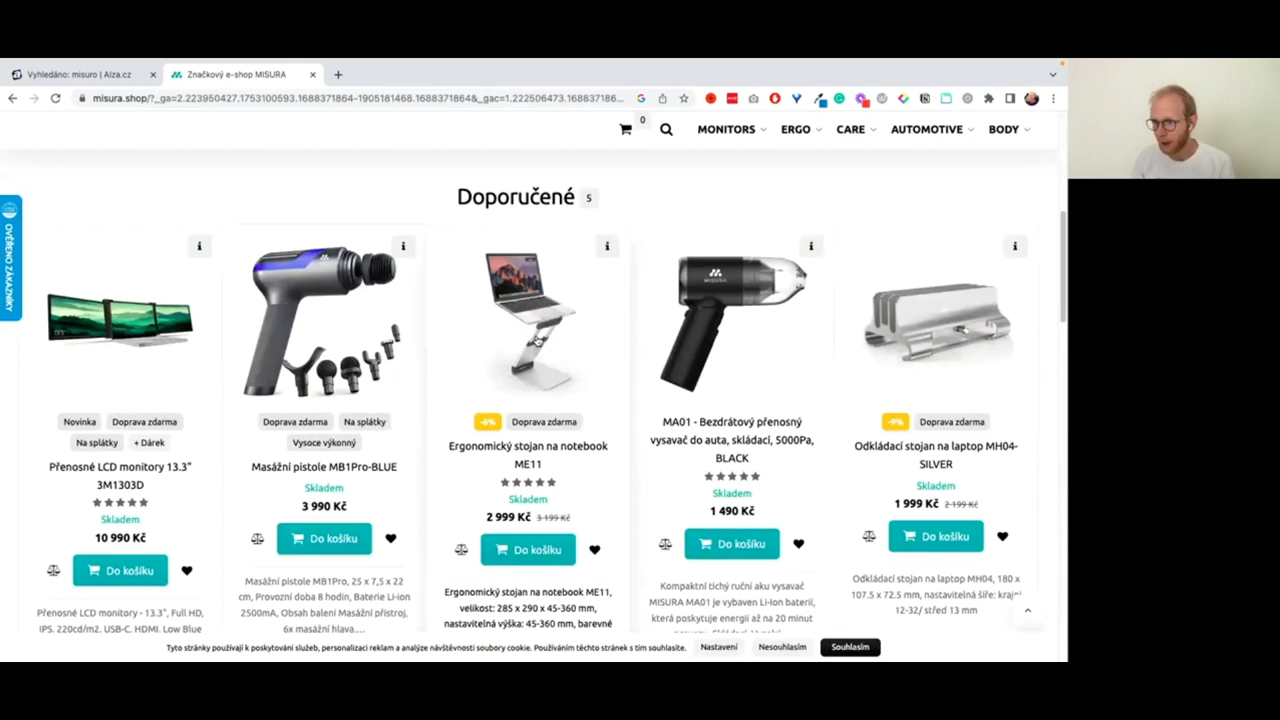 Vyhledáno: misuro | Alza.cz
Značkový e-shop MISURA
misura.shop/?_ga=2.223950427.1753100593.1688371864-1905181468.1688371864&_gac=1.222506473.168837186...
0
MONITORS
ERGO
CARE
AUTOMOTIVE
BODY
Doporučené 5
OVĚŘENO ZÁKAZNÍKY
MISURA
Novinka
Doprava zdarma
Na splátky
+ Dárek
Přenosné LCD monitory 13.3"
3M1303D
Skladem
10 990 Kč
Do košíku
Přenosné LCD monitory - 13.3", Full HD,
IPS, 220cd/m2, USB-C, HDMI, Low Blue
Doprava zdarma
Na splátky
Vysoce výkonný
Masážní pistole MB1Pro-BLUE
Skladem
3 990 Kč
Do košíku
Masážní pistole MB1Pro, 25 x 7,5 x 22
cm, Provozní doba 8 hodin, Baterie Li-ion
2500mA, Obsah balení Masážní přístroj,
6x masážní hlava....
-6%
Doprava zdarma
Ergonomický stojan na notebook
ME11
Skladem
2 999 Kč 3 199 Kč
Do košíku
Ergonomický stojan na notebook ME11,
velikost: 285 x 290 x 45-360 mm,
nastavitelná výška: 45-360 mm, barevné
MA01 - Bezdrátový přenosný
vysavač do auta, skládací, 5000Pa,
BLACK
Skladem
1 490 Kč
Do košíku
Kompaktní tichý ruční aku vysavač
MISURA MA01 je vybaven Li-Ion baterií,
která poskytuje energii až na 20 minut
-9%
Doprava zdarma
Odkládací stojan na laptop MH04-
SILVER
Skladem
1 999 Kč 2 199 Kč
Do košíku
Odkládací stojan na laptop MH04, 180 x
107.5 x 72.5 mm, nastavitelná šíře: krajní
12-32/ střed 13 mm
Tyto stránky používají k poskytování služeb, personalizaci reklam a analýze návštěvnosti soubory cookie. Používáním těchto stránek s tím souhlasíte.
Nastavení
Nesouhlasím
Souhlasím